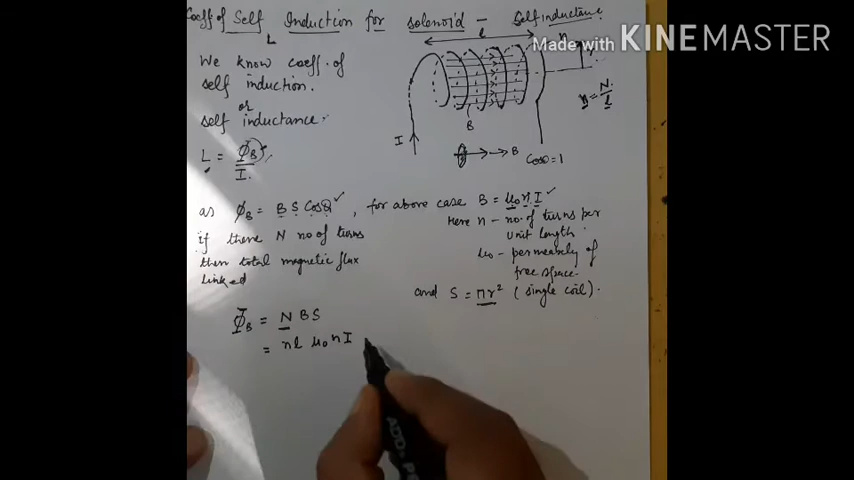 Coeff of Self Induction for solenoid – Self inductance
L
Made with KINEMASTER
We know coeff. of
self induction.
or
self inductance.
L = ΦB / I
l
n = N / l
B
I
B
Cosθ = 1
as ϕB = B S Cosθ, for above case B = μ₀ n I
Here n – no. of turns per
unit length.
μ₀ – permeabily of
free space.
if there N no of turns
then total magnetic flux
linked
and S = πr² (single coil).
ΦB = N B S
= nl μ₀ n I